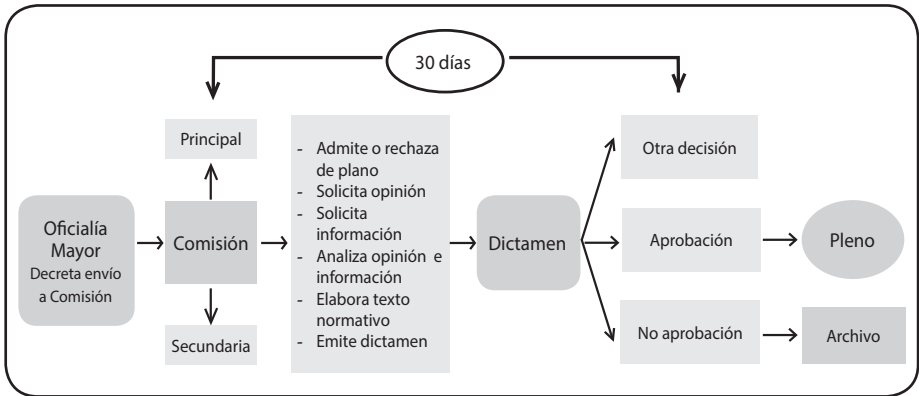 30 días
Principal
Oficialía
Mayor
Decreta envío
a Comisión
Comisión
Secundaria
- Admite o rechaza
de plano
- Solicita opinión
- Solicita
información
- Analiza opinión e
información
- Elabora texto
normativo
- Emite dictamen
Dictamen
Otra decisión
Aprobación
Pleno
No aprobación
Archivo